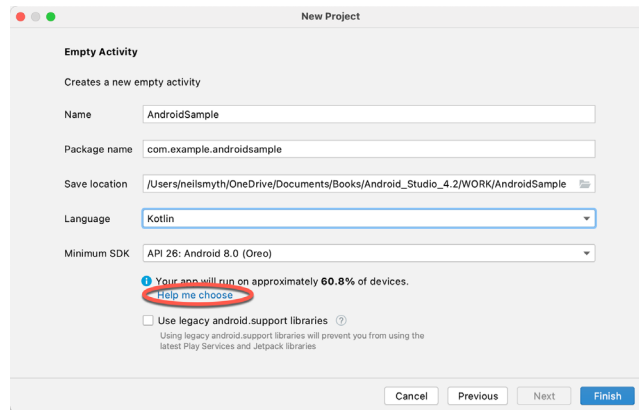 New Project
Empty Activity
Creates a new empty activity
Name
AndroidSample
Package name
com.example.androidsample
Save location
/Users/neilsmyth/OneDrive/Documents/Books/Android_Studio_4.2/WORK/AndroidSample
Language
Kotlin
Minimum SDK
API 26: Android 8.0 (Oreo)
Your app will run on approximately 60.8% of devices.
Help me choose
Use legacy android.support libraries ?
Using legacy android.support libraries will prevent you from using the
latest Play Services and Jetpack libraries
Cancel Previous Next Finish